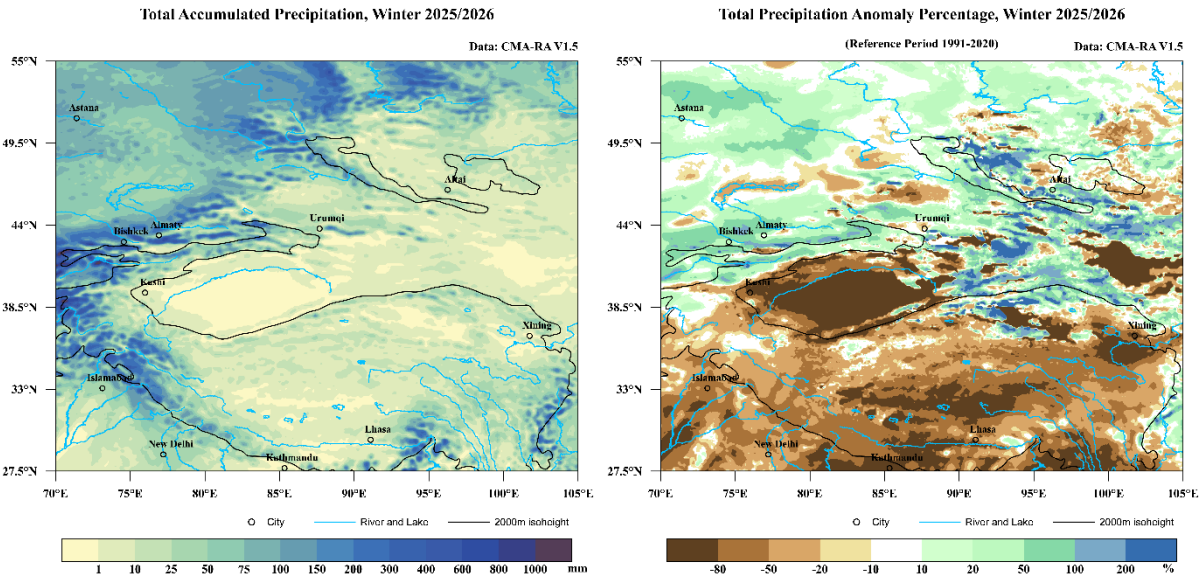 Total Accumulated Precipitation, Winter 2025/2026
Data: CMA-RA V1.5
55°N
49.5°N
44°N
38.5°N
33°N
27.5°N
Astana
Altai
Urumqi
Almaty
Bishkek
Kashi
Xining
Islamabad
Lhasa
New Delhi
Kathmandu
70°E 75°E 80°E 85°E 90°E 95°E 100°E 105°E
City River and Lake 2000m isoheight
1 10 25 50 75 100 150 200 300 400 600 800 1000 mm
Total Precipitation Anomaly Percentage, Winter 2025/2026
(Reference Period 1991-2020) Data: CMA-RA V1.5
55°N
49.5°N
44°N
38.5°N
33°N
27.5°N
Astana
Altai
Urumqi
Almaty
Bishkek
Kashi
Xining
Islamabad
Lhasa
New Delhi
Kathmandu
70°E 75°E 80°E 85°E 90°E 95°E 100°E 105°E
City River and Lake 2000m isoheight
-80 -50 -20 -10 10 20 50 100 200 %